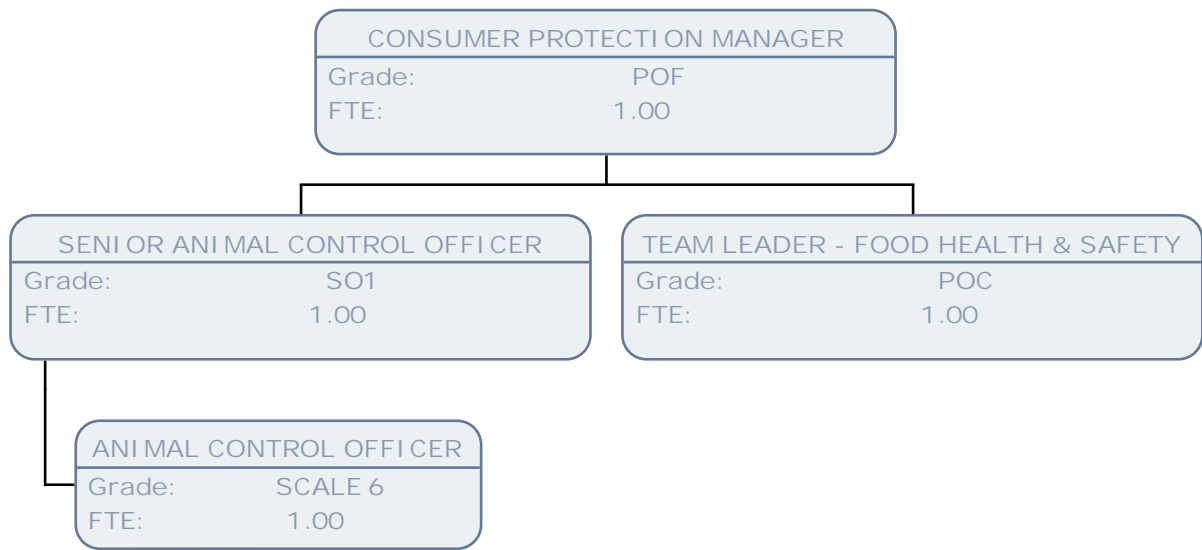 CONSUMER PROTECTION MANAGER
Grade: POF
FTE: 1.00
SENIOR ANIMAL CONTROL OFFICER
Grade: SO1
FTE: 1.00
TEAM LEADER - FOOD HEALTH & SAFETY
Grade: POC
FTE: 1.00
ANIMAL CONTROL OFFICER
Grade: SCALE 6
FTE: 1.00